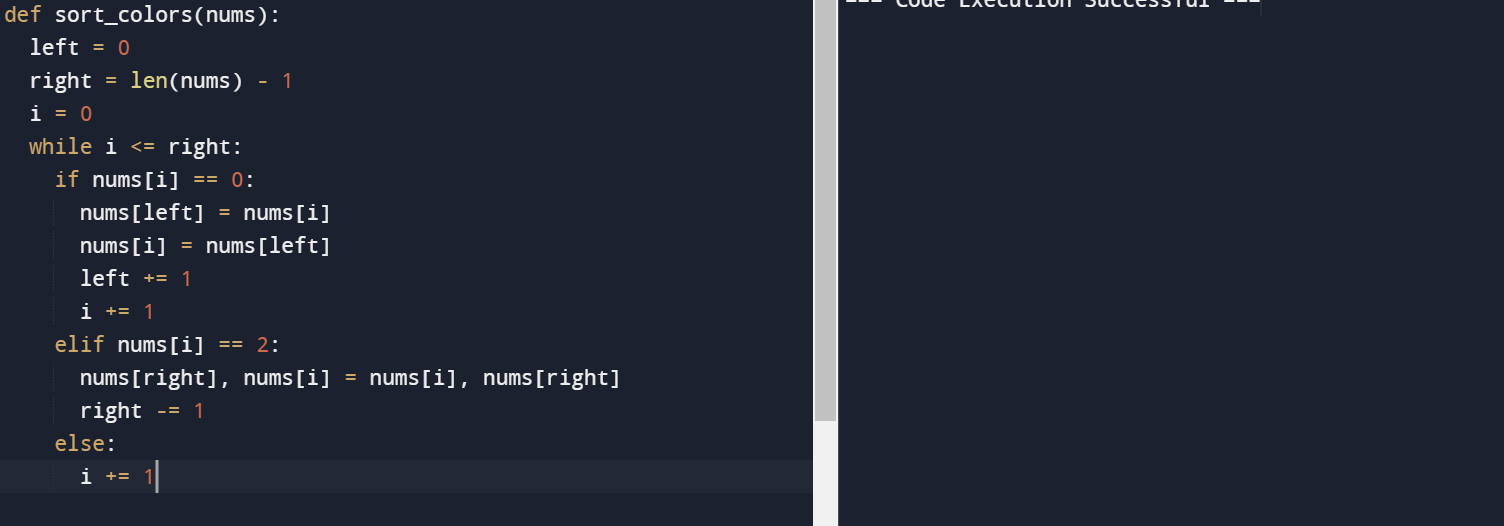 def sort_colors(nums):
  left = 0
  right = len(nums) - 1
  i = 0
  while i <= right:
    if nums[i] == 0:
      nums[left] = nums[i]
      nums[i] = nums[left]
      left += 1
      i += 1
    elif nums[i] == 2:
      nums[right], nums[i] = nums[i], nums[right]
      right -= 1
    else:
      i += 1
=== Code Execution Successful ===